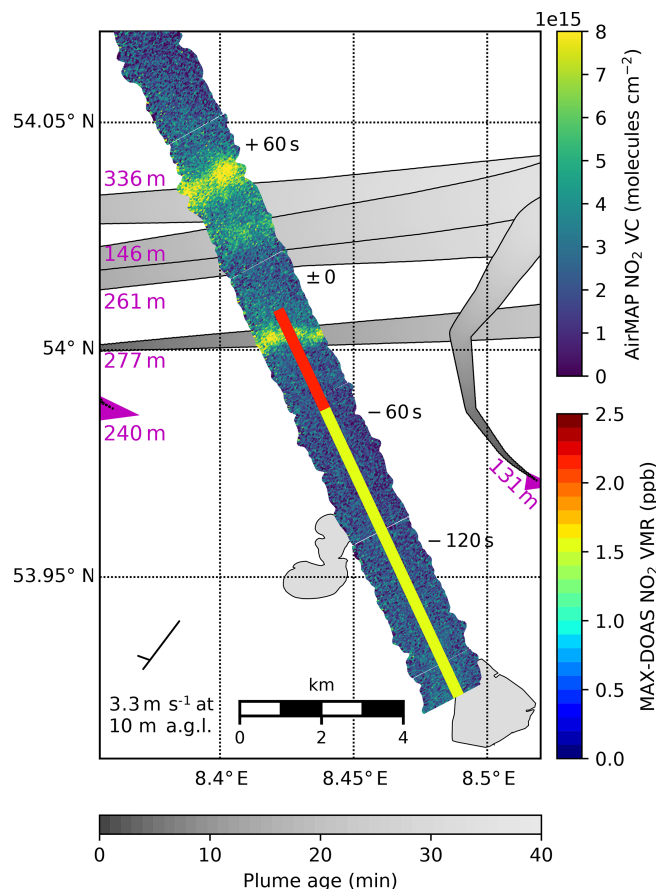 1e15
54.05° N
54° N
53.95° N
+ 60 s
± 0
− 60 s
− 120 s
336 m
146 m
261 m
277 m
240 m
131 m
8
7
6
5
4
3
2
1
0
AirMAP NO₂ VC (molecules cm⁻²)
2.5
2.0
1.5
1.0
0.5
0.0
MAX-DOAS NO₂ VMR (ppb)
3.3 m s⁻¹ at
10 m a.g.l.
km
0 2 4
8.4° E 8.45° E 8.5° E
0 10 20 30 40
Plume age (min)